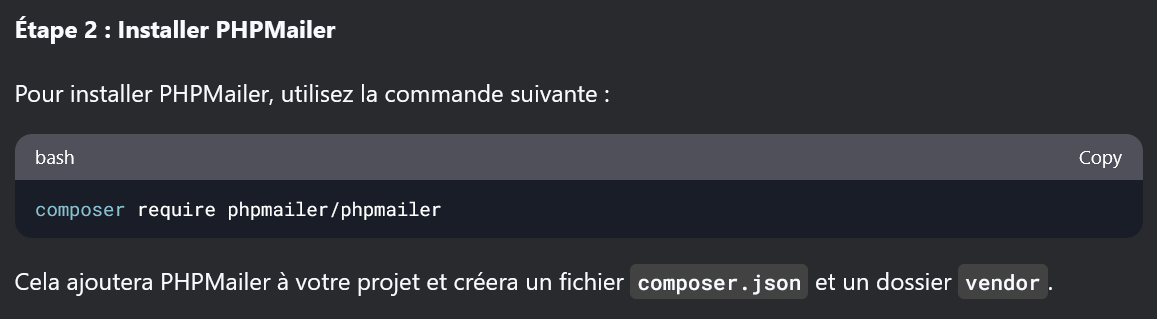 Étape 2 : Installer PHPMailer
Pour installer PHPMailer, utilisez la commande suivante :
bash
Copy
composer require phpmailer/phpmailer
Cela ajoutera PHPMailer à votre projet et créera un fichier composer.json et un dossier vendor.